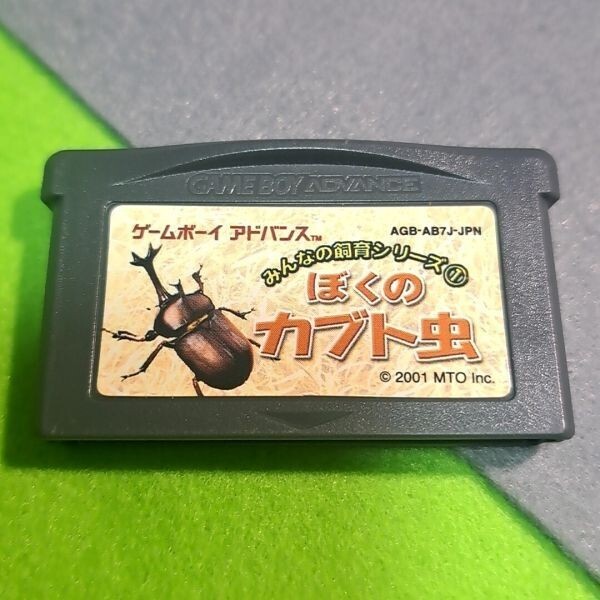 GAME BOY ADVANCE
ゲームボーイ アドバンス™
AGB-AB7J-JPN
みんなの飼育シリーズ①
ぼくの
カブト虫
© 2001 MTO Inc.